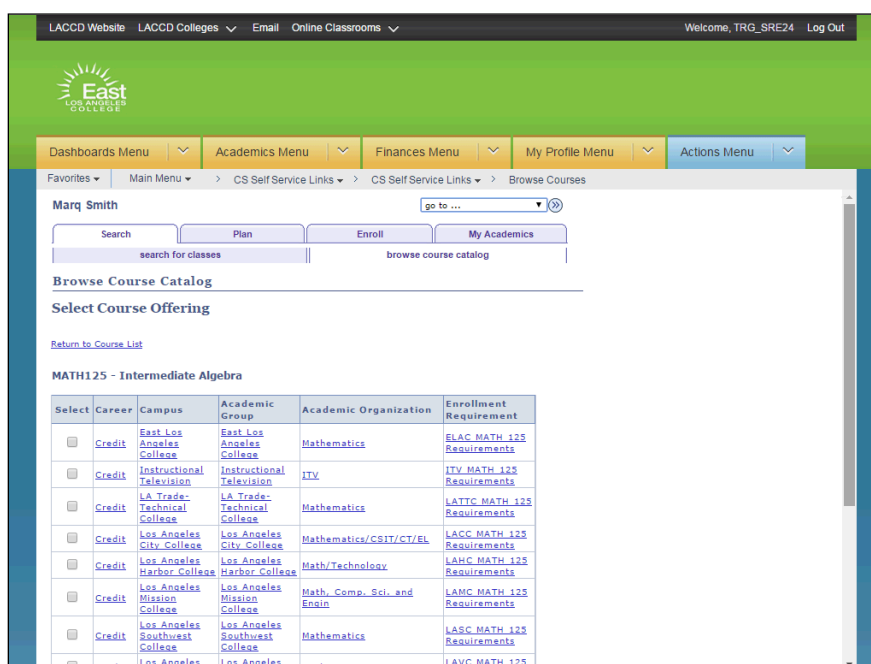 LACCD Website LACCD Colleges Email Online Classrooms Welcome, TRG_SRE24 Log Out
East
LOS ANGELES
COLLEGE
Dashboards Menu Academics Menu Finances Menu My Profile Menu Actions Menu
Favorites Main Menu > CS Self Service Links > CS Self Service Links > Browse Courses
Marq Smith go to ...
Search Plan Enroll My Academics
search for classes browse course catalog
Browse Course Catalog
Select Course Offering
Return to Course List
MATH125 - Intermediate Algebra
Select Career Campus Academic Group Academic Organization Enrollment Requirement
Credit East Los Angeles College East Los Angeles College Mathematics ELAC MATH 125 Requirements
Credit Instructional Television Instructional Television ITV ITV MATH 125 Requirements
Credit LA Trade-Technical College LA Trade-Technical College Mathematics LATTC MATH 125 Requirements
Credit Los Angeles City College Los Angeles City College Mathematics/CSIT/CT/EL LACC MATH 125 Requirements
Credit Los Angeles Harbor College Los Angeles Harbor College Math/Technology LAHC MATH 125 Requirements
Credit Los Angeles Mission College Los Angeles Mission College Math, Comp. Sci. and Engin LAMC MATH 125 Requirements
Credit Los Angeles Southwest College Los Angeles Southwest College Mathematics LASC MATH 125 Requirements
Los Angeles Los Angeles LAVC MATH 125